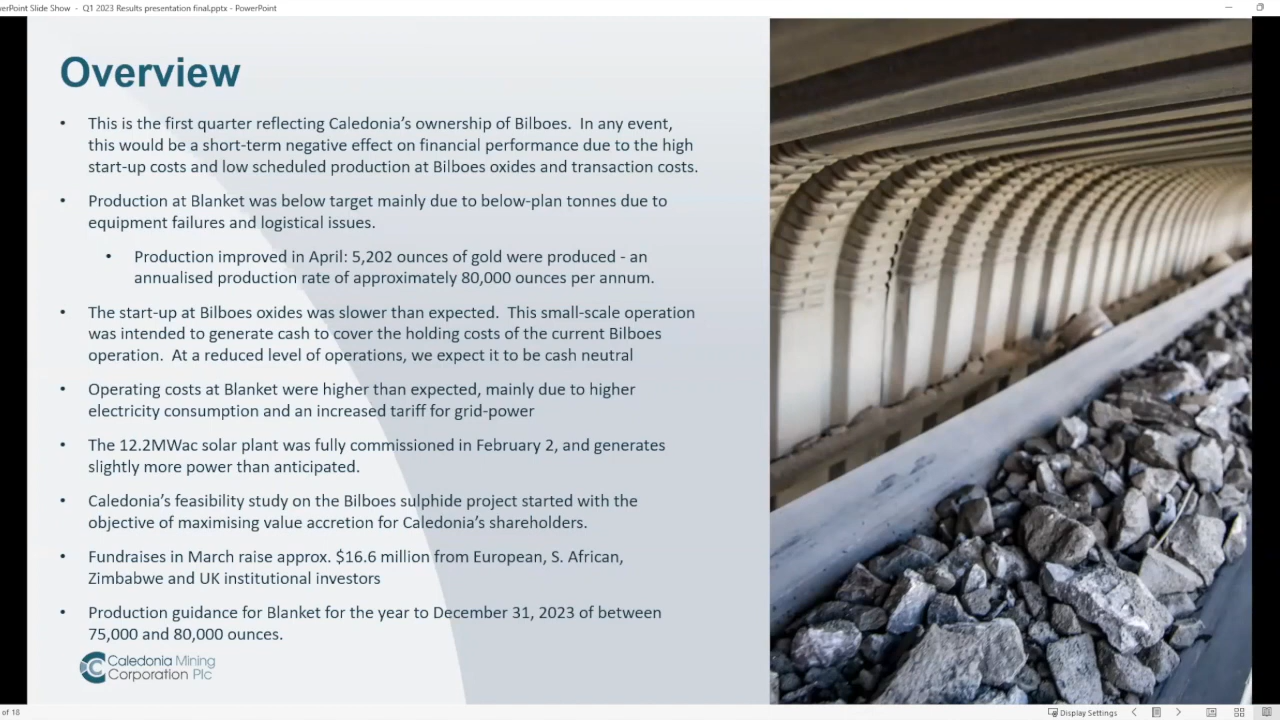 erPoint Slide Show - Q1 2023 Results presentation final.pptx - PowerPoint
Overview
• This is the first quarter reflecting Caledonia's ownership of Bilboes. In any event,
this would be a short-term negative effect on financial performance due to the high
start-up costs and low scheduled production at Bilboes oxides and transaction costs.
• Production at Blanket was below target mainly due to below-plan tonnes due to
equipment failures and logistical issues.
• Production improved in April: 5,202 ounces of gold were produced - an
annualised production rate of approximately 80,000 ounces per annum.
• The start-up at Bilboes oxides was slower than expected. This small-scale operation
was intended to generate cash to cover the holding costs of the current Bilboes
operation. At a reduced level of operations, we expect it to be cash neutral
• Operating costs at Blanket were higher than expected, mainly due to higher
electricity consumption and an increased tariff for grid-power
• The 12.2MWac solar plant was fully commissioned in February 2, and generates
slightly more power than anticipated.
• Caledonia's feasibility study on the Bilboes sulphide project started with the
objective of maximising value accretion for Caledonia's shareholders.
• Fundraises in March raise approx. $16.6 million from European, S. African,
Zimbabwe and UK institutional investors
• Production guidance for Blanket for the year to December 31, 2023 of between
75,000 and 80,000 ounces.
Caledonia Mining
Corporation Plc
of 18
Display Settings